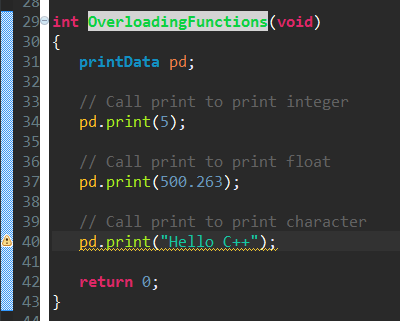 28
29 int OverloadingFunctions(void)
30 {
31 printData pd;
32
33 // Call print to print integer
34 pd.print(5);
35
36 // Call print to print float
37 pd.print(500.263);
38
39 // Call print to print character
40 pd.print("Hello C++");
41
42 return 0;
43 }